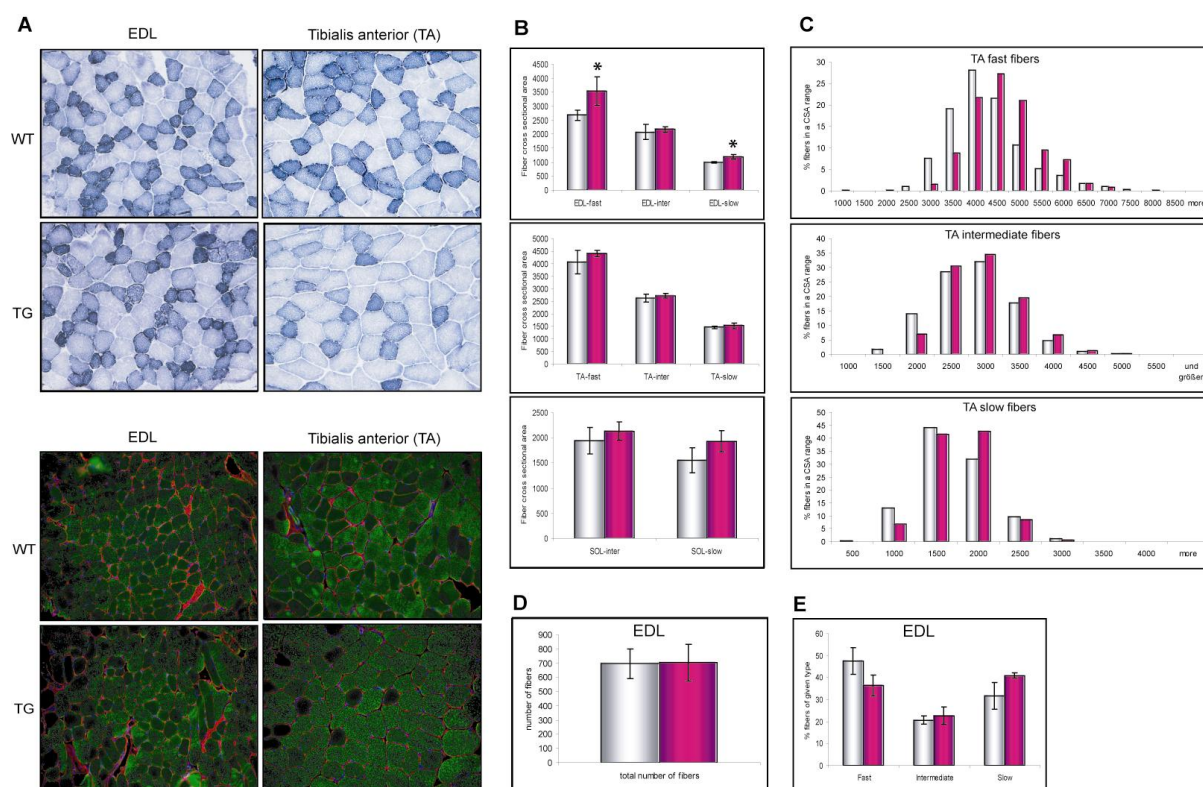 A
EDL
Tibialis anterior (TA)
WT
TG
EDL
Tibialis anterior (TA)
WT
TG
B
Fiber cross sectional area
4500
4000
3500
3000
2500
2000
1500
1000
500
0
*
*
EDL-fast EDL-inter EDL-slow
Fiber cross sectional area
5000
4500
4000
3500
3000
2500
2000
1500
1000
500
0
TA-fast TA-inter TA-slow
Fiber cross sectional area
2500
2000
1500
1000
500
0
SOL-inter SOL-slow
C
TA fast fibers
% fibers in a CSA range
30
25
20
15
10
5
0
1000 1500 2000 2500 3000 3500 4000 4500 5000 5500 6000 6500 7000 7500 8000 8500 more
TA intermediate fibers
% fibers in a CSA range
40
35
30
25
20
15
10
5
0
1000 1500 2000 2500 3000 3500 4000 4500 5000 5500 und
größer
TA slow fibers
% fibers in a CSA range
50
45
40
35
30
25
20
15
10
5
0
500 1000 1500 2000 2500 3000 3500 4000 more
D
EDL
number of fibers
900
800
700
600
500
400
300
200
100
0
total number of fibers
E
EDL
% fibers of given type
60
50
40
30
20
10
0
Fast Intermediate Slow